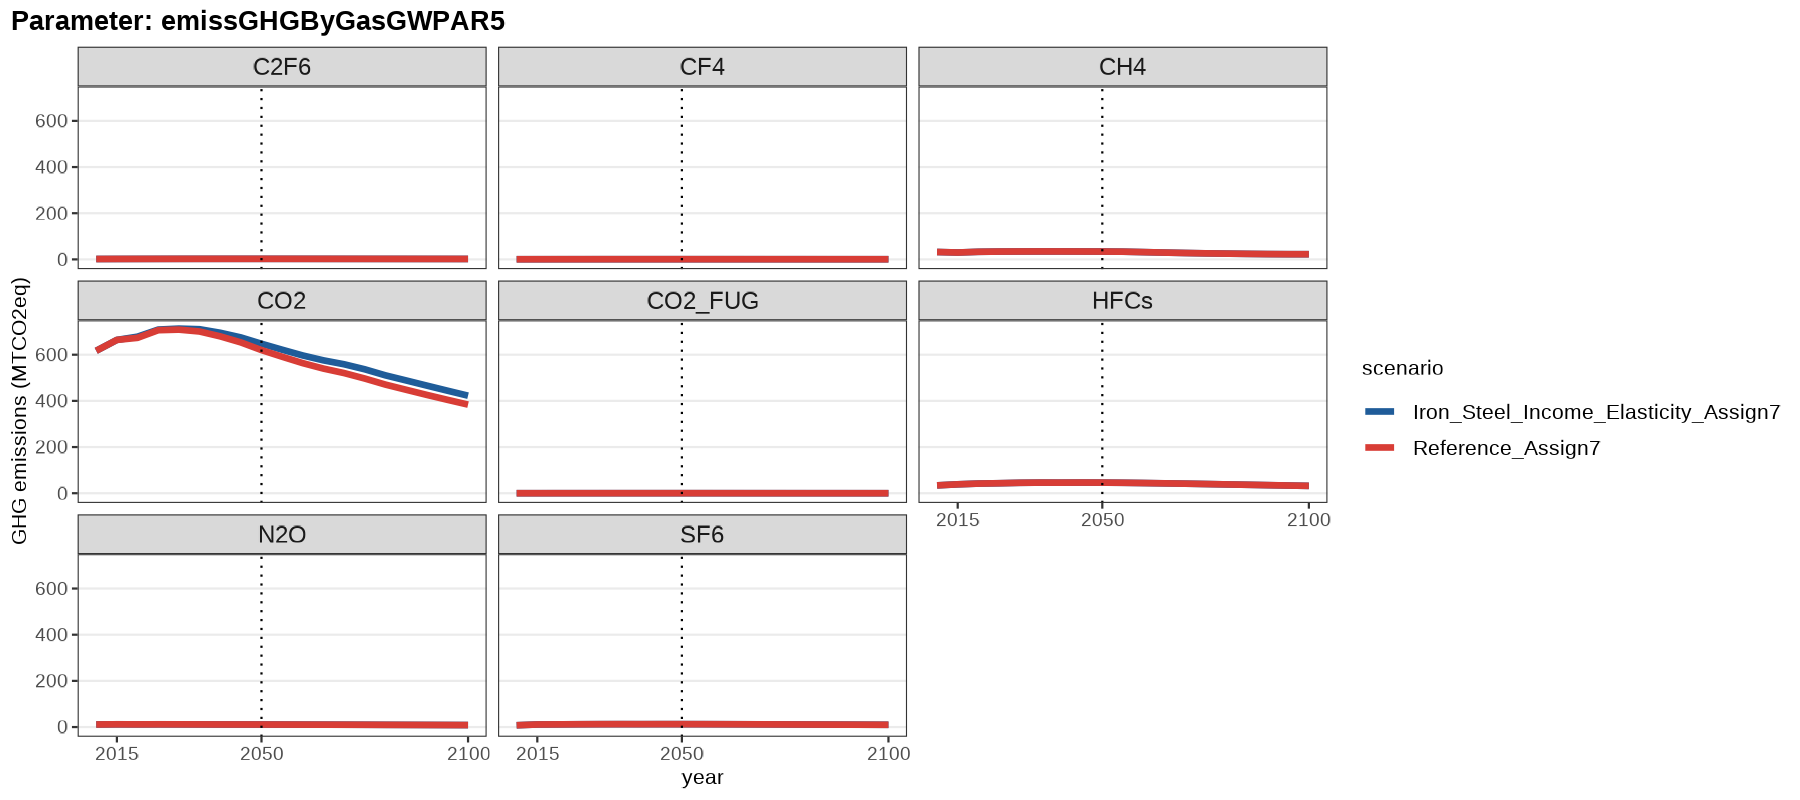 Parameter: emissGHGByGasGWPAR5
C2F6
CF4
CH4
600
400
200
0
CO2
CO2_FUG
HFCs
600
400
200
0
2015
2050
2100
N2O
SF6
600
400
200
0
2015
2050
2100
2015
2050
2100
year
GHG emissions (MTCO2eq)
scenario
Iron_Steel_Income_Elasticity_Assign7
Reference_Assign7